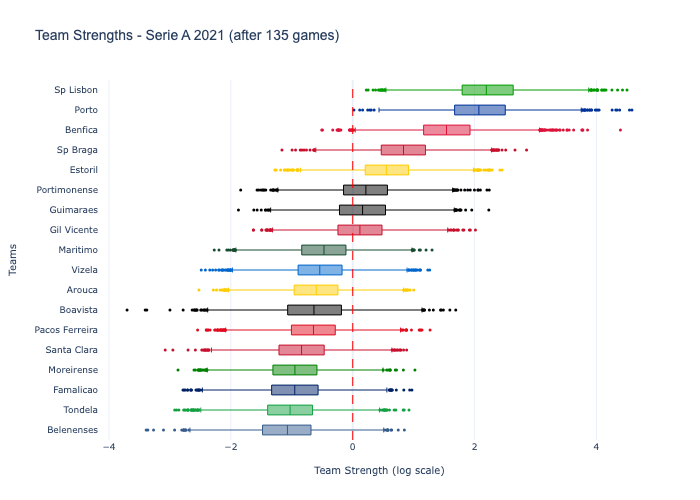 Team Strengths - Serie A 2021 (after 135 games)
Sp Lisbon
Porto
Benfica
Sp Braga
Estoril
Portimonense
Guimaraes
Gil Vicente
Maritimo
Vizela
Arouca
Boavista
Pacos Ferreira
Santa Clara
Moreirense
Famalicao
Tondela
Belenenses
Teams
−4
−2
0
2
4
Team Strength (log scale)